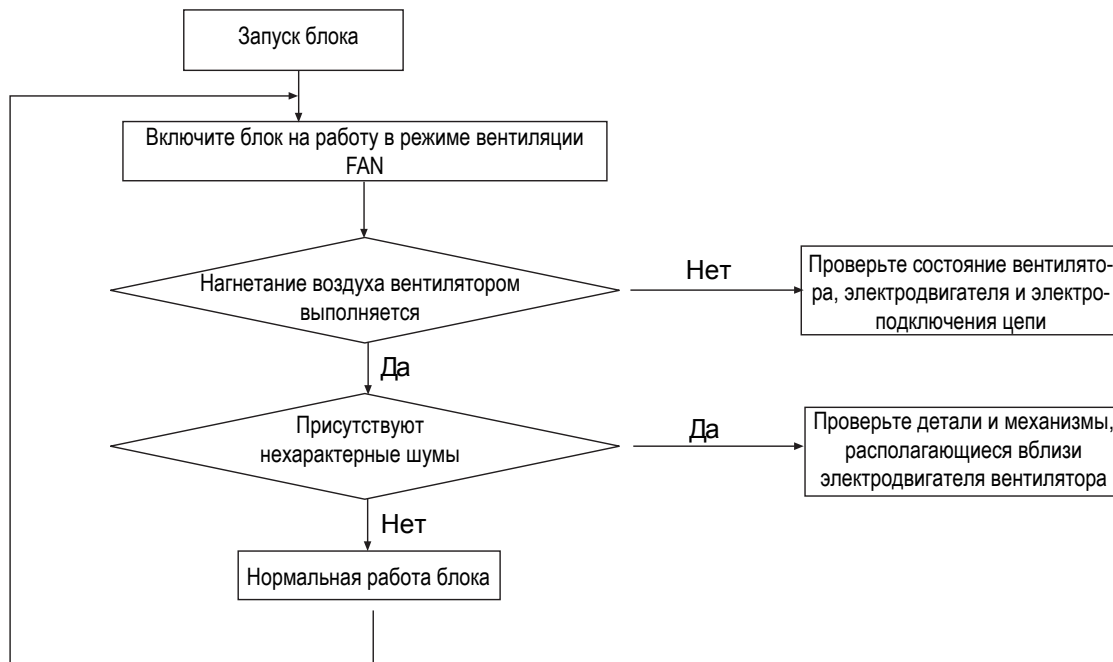 Запуск блока
Включите блок на работу в режиме вентиляции
FAN
Нагнетание воздуха вентилятором
выполняется
Нет
Проверьте состояние вентилято-
ра, электродвигателя и электро-
подключения цепи
Да
Присутствуют
нехарактерные шумы
Да
Проверьте детали и механизмы,
располагающиеся вблизи
электродвигателя вентилятора
Нет
Нормальная работа блока